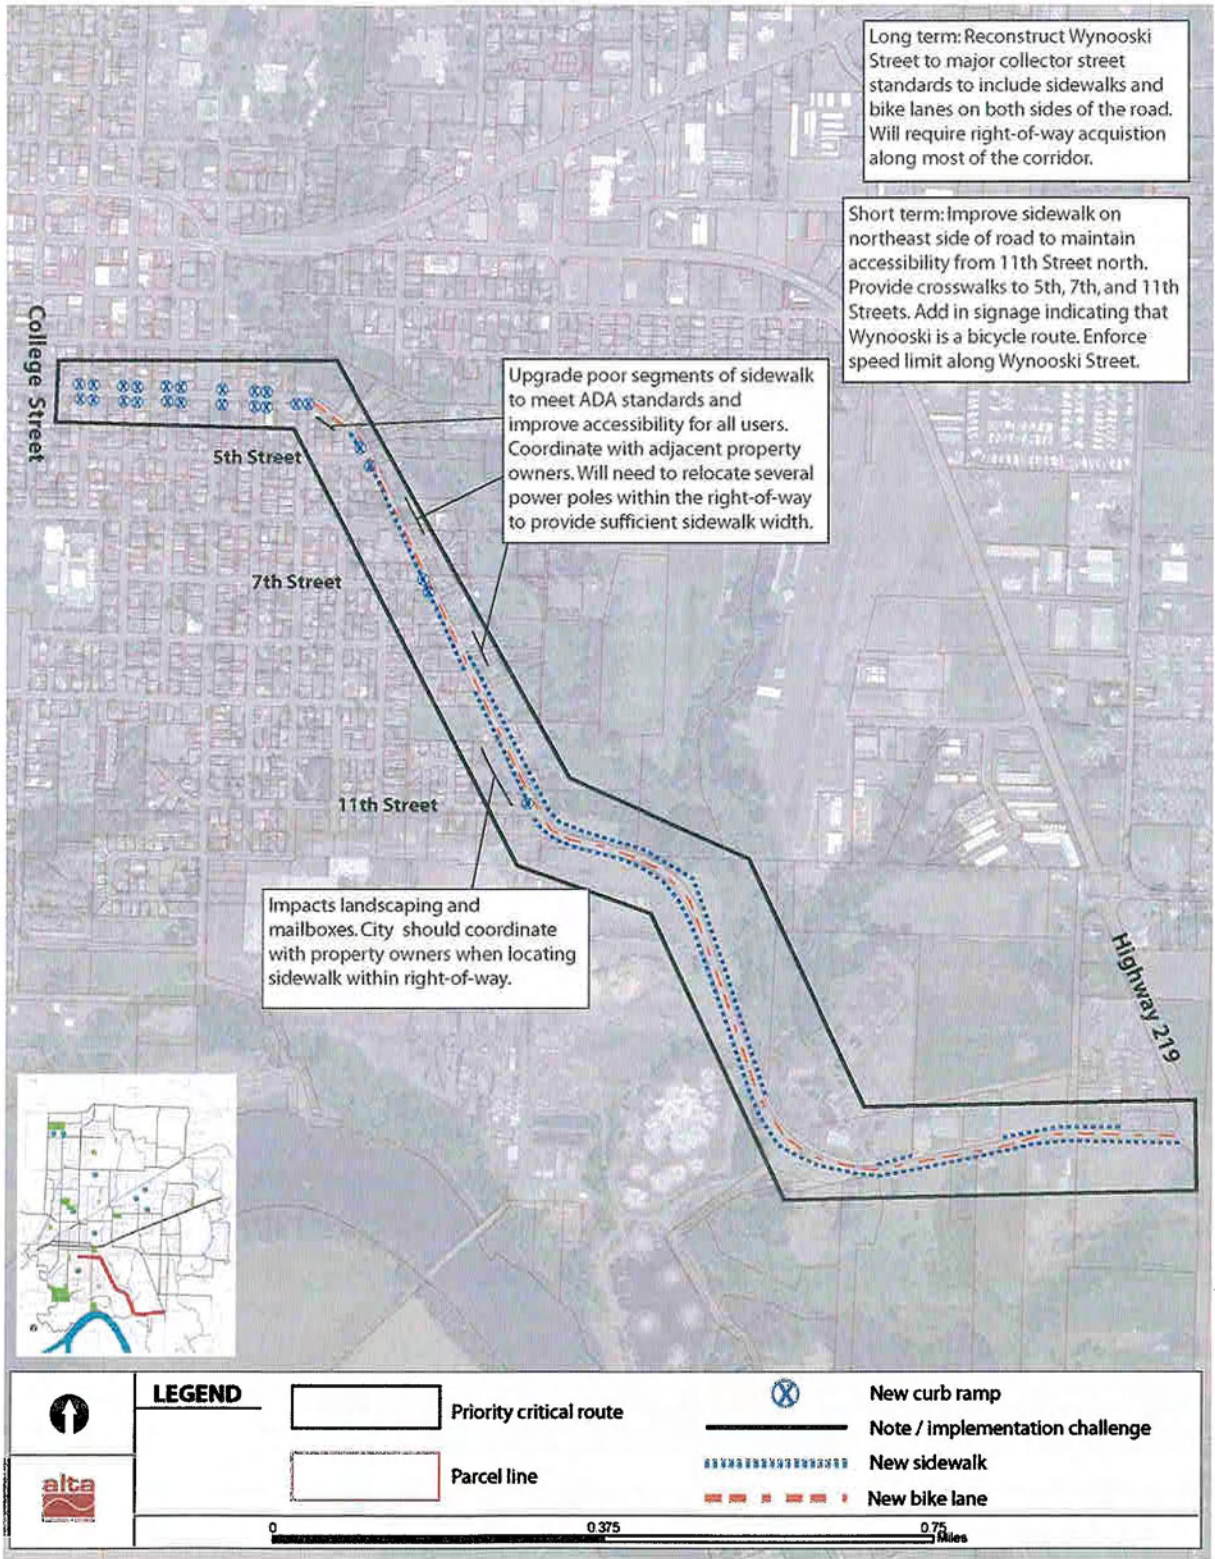 Long term: Reconstruct Wynooski
Street to major collector street
standards to include sidewalks and
bike lanes on both sides of the road.
Will require right-of-way acquistion
along most of the corridor.
Short term: Improve sidewalk on
northeast side of road to maintain
accessibility from 11th Street north.
Provide crosswalks to 5th, 7th, and 11th
Streets. Add in signage indicating that
Wynooski is a bicycle route. Enforce
speed limit along Wynooski Street.
College Street
Upgrade poor segments of sidewalk
to meet ADA standards and
improve accessibility for all users.
Coordinate with adjacent property
owners. Will need to relocate several
power poles within the right-of-way
to provide sufficient sidewalk width.
5th Street
7th Street
11th Street
Impacts landscaping and
mailboxes. City should coordinate
with property owners when locating
sidewalk within right-of-way.
Highway 219
LEGEND
Priority critical route
Parcel line
New curb ramp
Note / implementation challenge
New sidewalk
New bike lane
alta
0 0.375 0.75
Miles